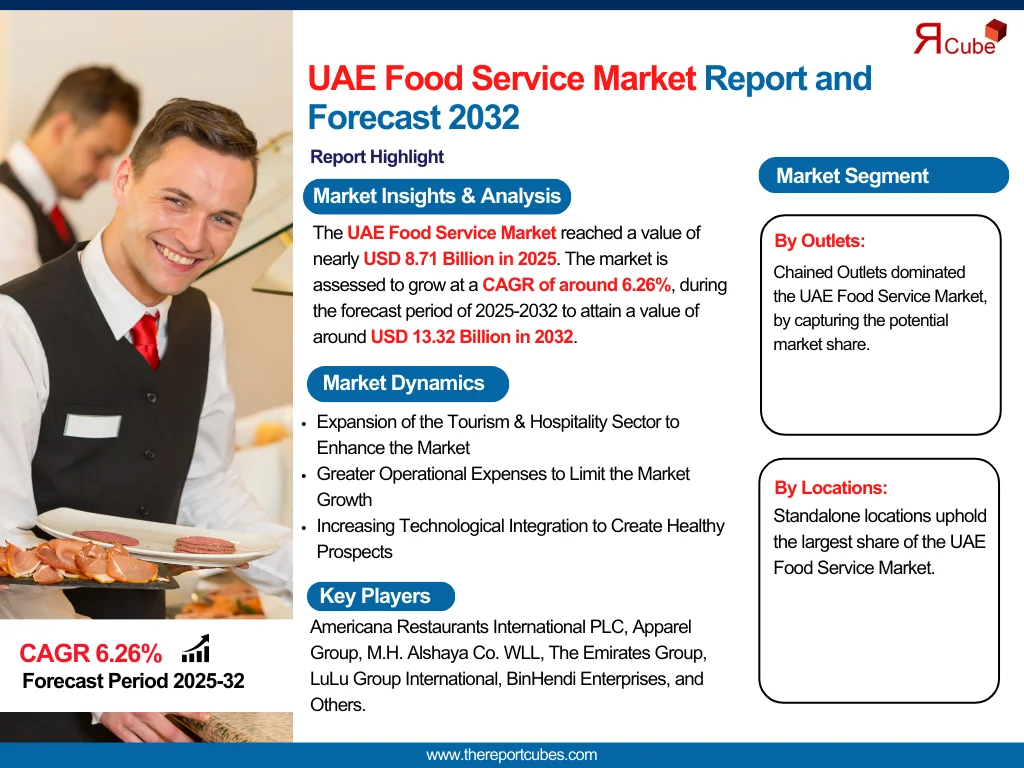 ЯCube
UAE Food Service Market Report and
Forecast 2032
Report Highlight
Market Insights & Analysis
The UAE Food Service Market reached a value of
nearly USD 8.71 Billion in 2025. The market is
assessed to grow at a CAGR of around 6.26%, during
the forecast period of 2025-2032 to attain a value of
around USD 13.32 Billion in 2032.
Market Dynamics
• Expansion of the Tourism & Hospitality Sector to
Enhance the Market
• Greater Operational Expenses to Limit the Market
Growth
• Increasing Technological Integration to Create Healthy
Prospects
Key Players
Americana Restaurants International PLC, Apparel
Group, M.H. Alshaya Co. WLL, The Emirates Group,
LuLu Group International, BinHendi Enterprises, and
Others.
Market Segment
By Outlets:
Chained Outlets dominated
the UAE Food Service Market,
by capturing the potential
market share.
By Locations:
Standalone locations uphold
the largest share of the UAE
Food Service Market.
CAGR 6.26%
Forecast Period 2025-32
www.thereportcubes.com